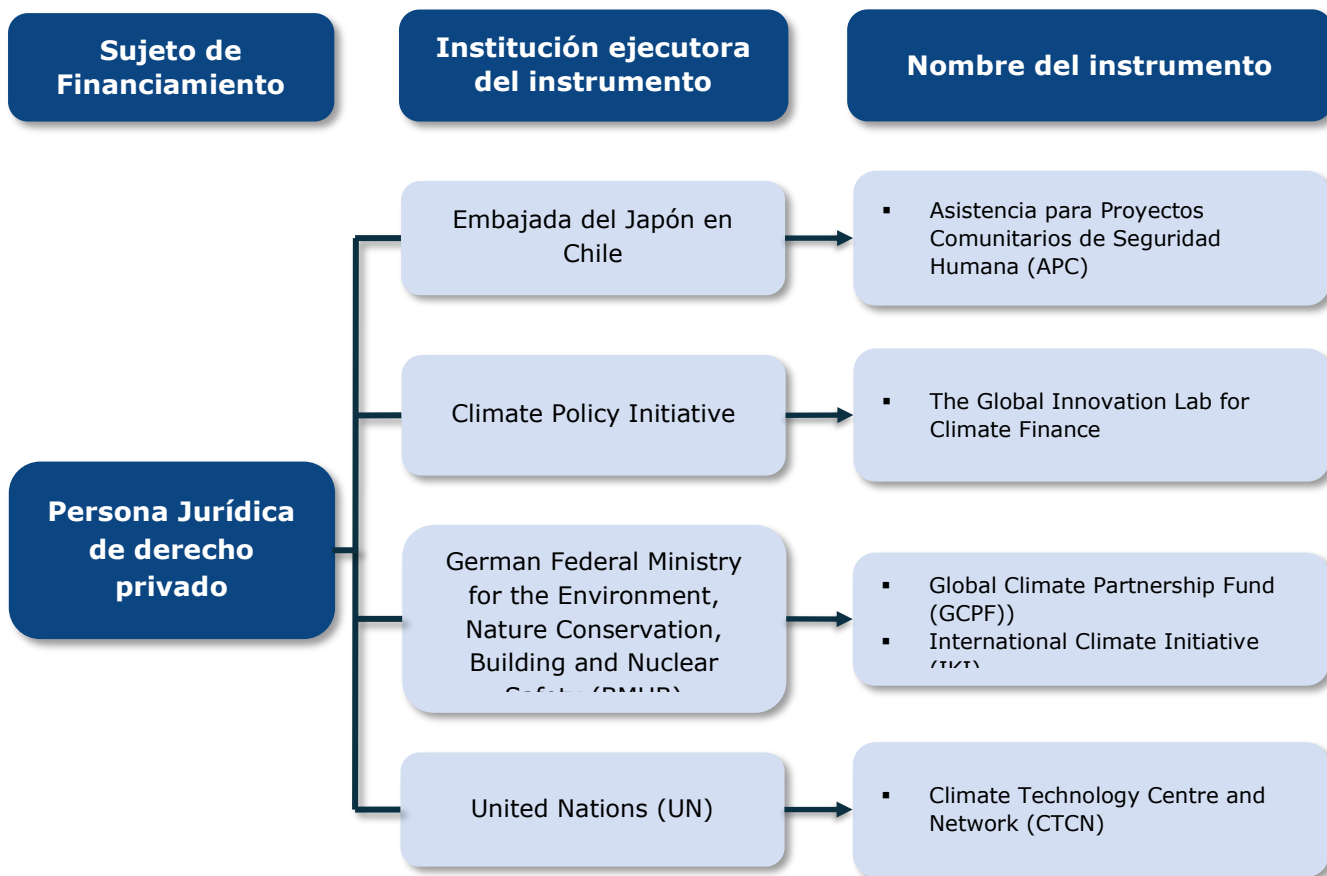 Sujeto de
Financiamiento
Institución ejecutora
del instrumento
Nombre del instrumento
Persona Jurídica
de derecho
privado
Embajada del Japón en
Chile
▪ Asistencia para Proyectos
Comunitarios de Seguridad
Humana (APC)
Climate Policy Initiative
▪ The Global Innovation Lab for
Climate Finance
German Federal Ministry
for the Environment,
Nature Conservation,
Building and Nuclear
Safety (BMUB)
▪ Global Climate Partnership Fund
(GCPF))
▪ International Climate Initiative
(IKI)
United Nations (UN)
▪ Climate Technology Centre and
Network (CTCN)